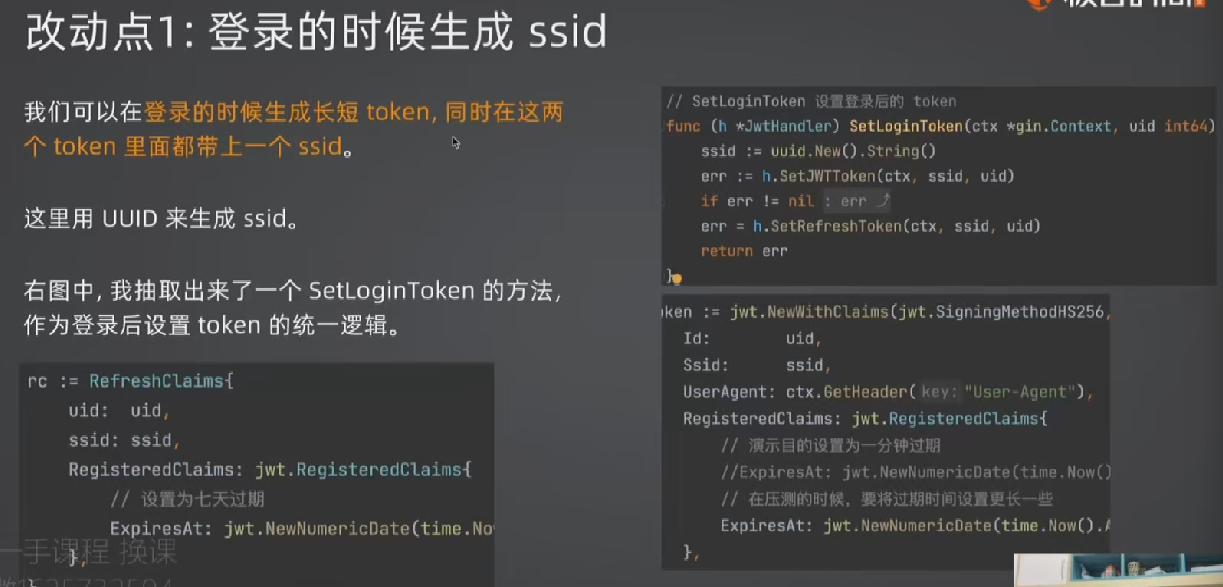 改动点1: 登录的时候生成 ssid
我们可以在登录的时候生成长短 token, 同时在这两
个 token 里面都带上一个 ssid。
这里用 UUID 来生成 ssid。
右图中, 我抽取出来了一个 SetLoginToken 的方法,
作为登录后设置 token 的统一逻辑。
rc := RefreshClaims{
uid: uid,
ssid: ssid,
RegisteredClaims: jwt.RegisteredClaims{
// 设置为七天过期
ExpiresAt: jwt.NewNumericDate(time.No
},
一手课程 换课
// SetLoginToken 设置登录后的 token
func (h *JwtHandler) SetLoginToken(ctx *gin.Context, uid int64)
ssid := uuid.New().String()
err := h.SetJWTToken(ctx, ssid, uid)
if err != nil : err
err = h.SetRefreshToken(ctx, ssid, uid)
return err
}
ken := jwt.NewWithClaims(jwt.SigningMethodHS256,
Id: uid,
Ssid: ssid,
UserAgent: ctx.GetHeader( key: "User-Agent"),
RegisteredClaims: jwt.RegisteredClaims{
// 演示目的设置为一分钟过期
//ExpiresAt: jwt.NewNumericDate(time.Now()
// 在压测的时候, 要将过期时间设置更长一些
ExpiresAt: jwt.NewNumericDate(time.Now().A
},